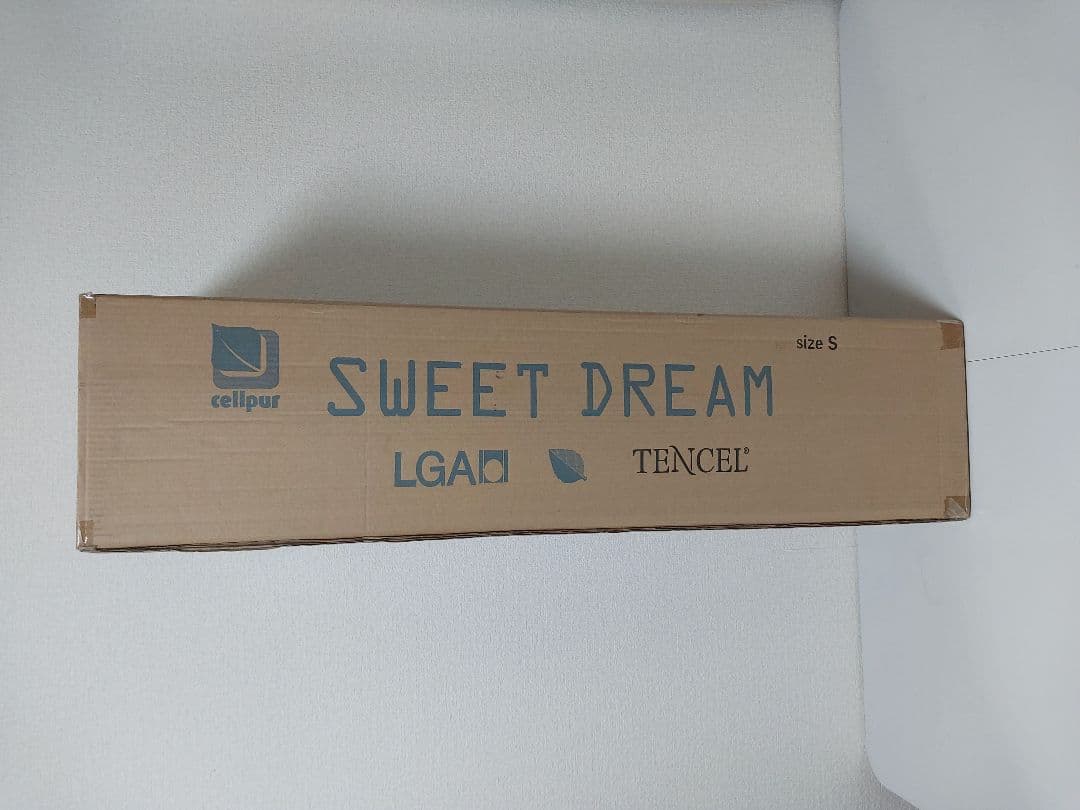 size S
cellpur
SWEET DREAM
LGA
TENCEL®